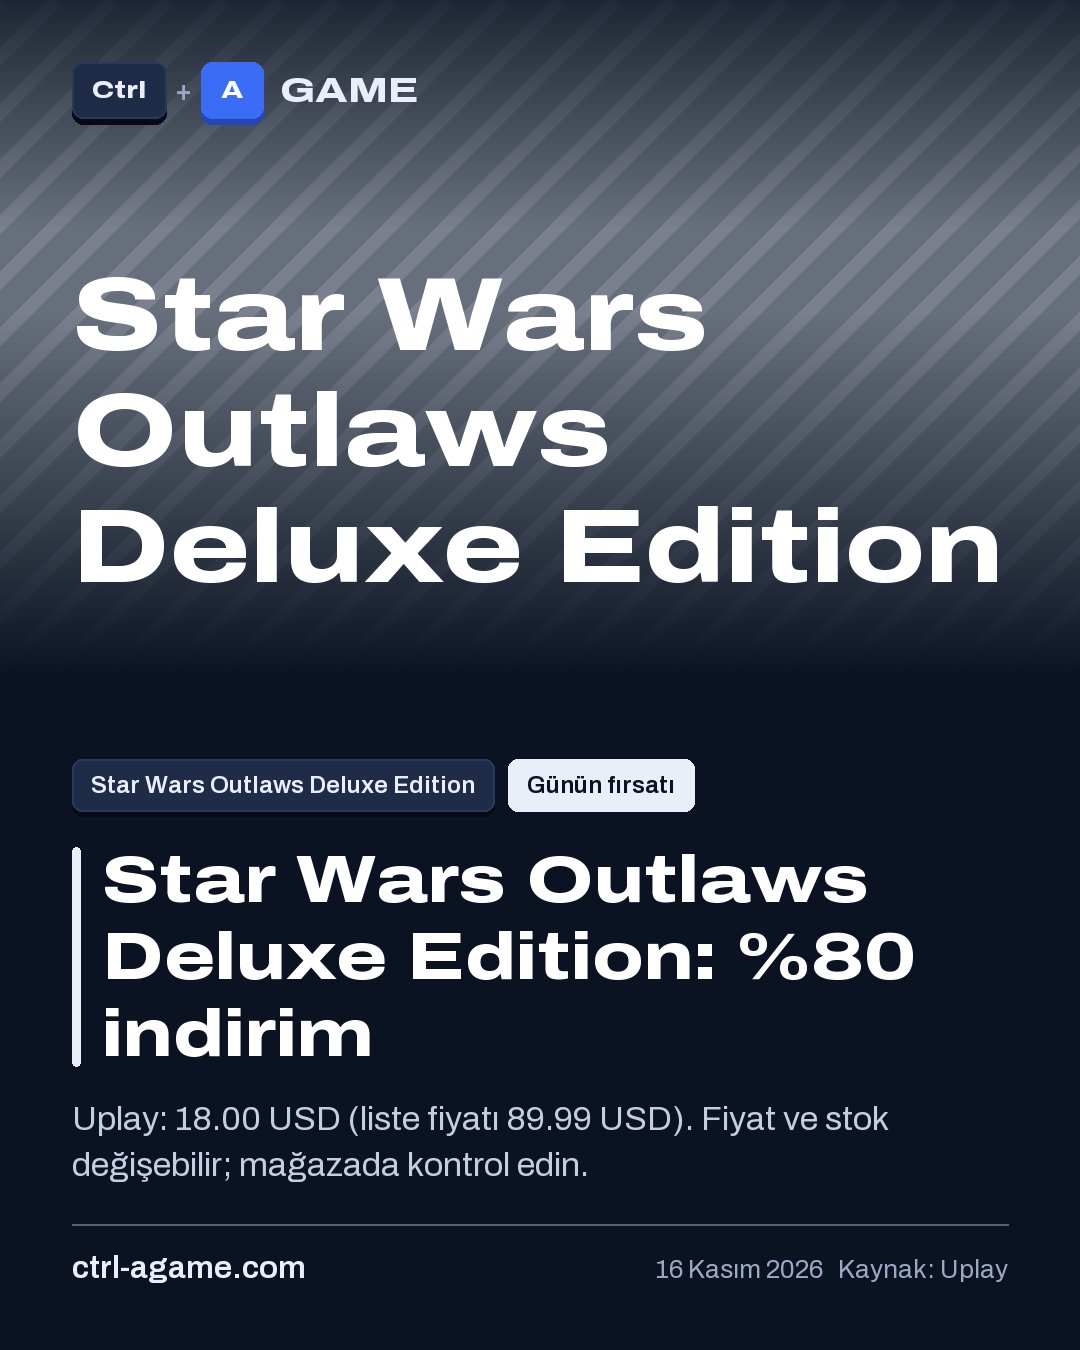 Ctrl + A GAME
Star Wars
Outlaws
Deluxe Edition
Star Wars Outlaws Deluxe Edition Günün fırsatı
Star Wars Outlaws
Deluxe Edition: %80
indirim
Uplay: 18.00 USD (liste fiyatı 89.99 USD). Fiyat ve stok
değişebilir; mağazada kontrol edin.
ctrl-agame.com 16 Kasım 2026 Kaynak: Uplay